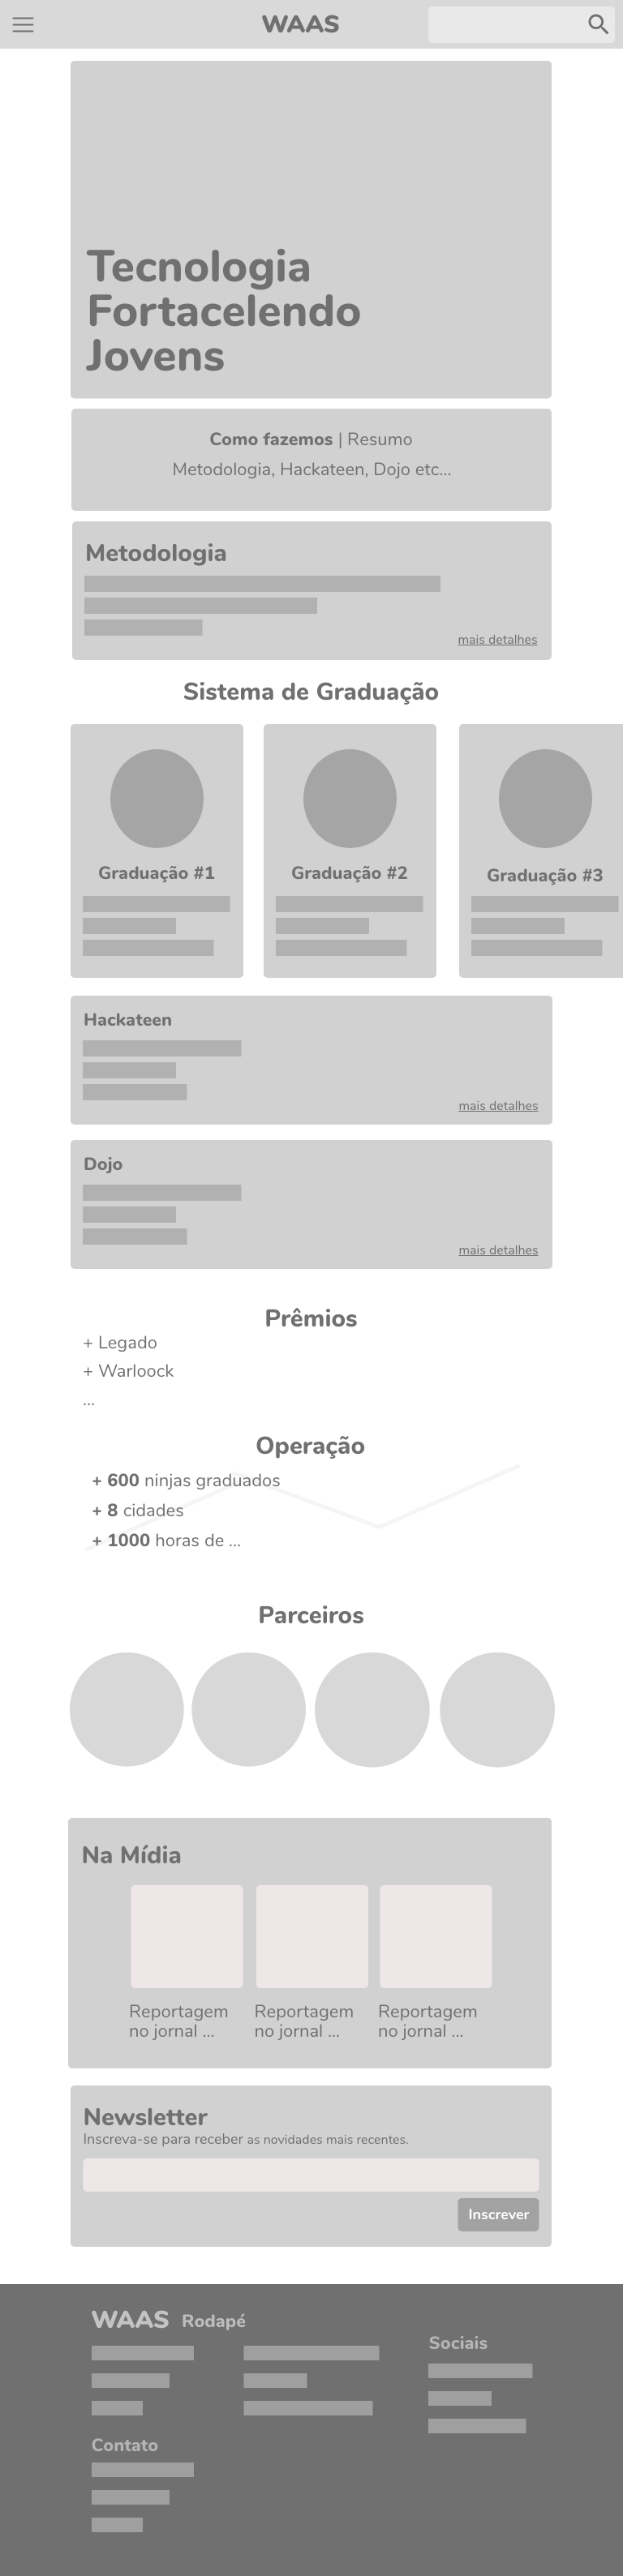 WAAS
Tecnologia
Fortacelendo
Jovens
Como fazemos | Resumo
Metodologia, Hackateen, Dojo etc...
Metodologia
mais detalhes
Sistema de Graduação
Graduação #1
Graduação #2
Graduação #3
Hackateen
mais detalhes
Dojo
mais detalhes
Prêmios
+ Legado
+ Warloock
...
Operação
+ 600 ninjas graduados
+ 8 cidades
+ 1000 horas de ...
Parceiros
Na Mídia
Reportagem
no jornal ...
Reportagem
no jornal ...
Reportagem
no jornal ...
Newsletter
Inscreva-se para receber as novidades mais recentes.
Inscrever
WAAS Rodapé
Sociais
Contato